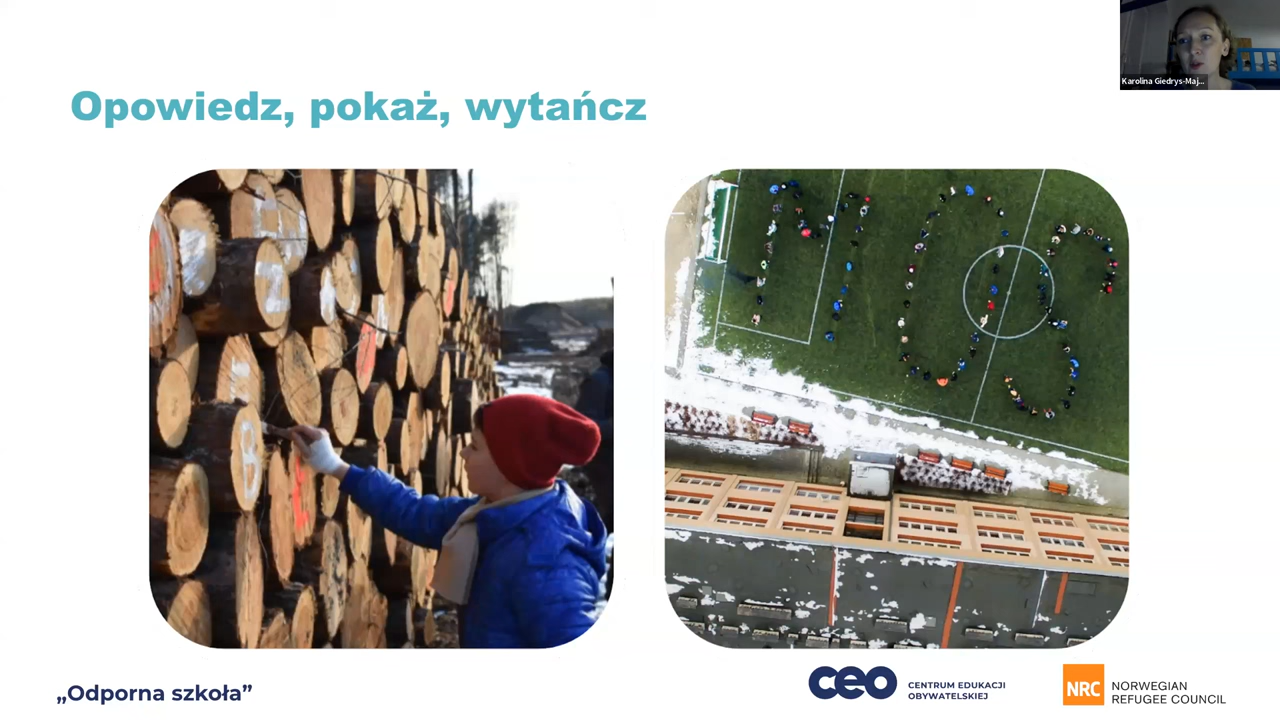 Karolina Giedrys-Maj...
Opowiedz, pokaż, wytańcz
„Odporna szkoła”
ceo CENTRUM EDUKACJI
OBYWATELSKIEJ
NRC NORWEGIAN
REFUGEE COUNCIL